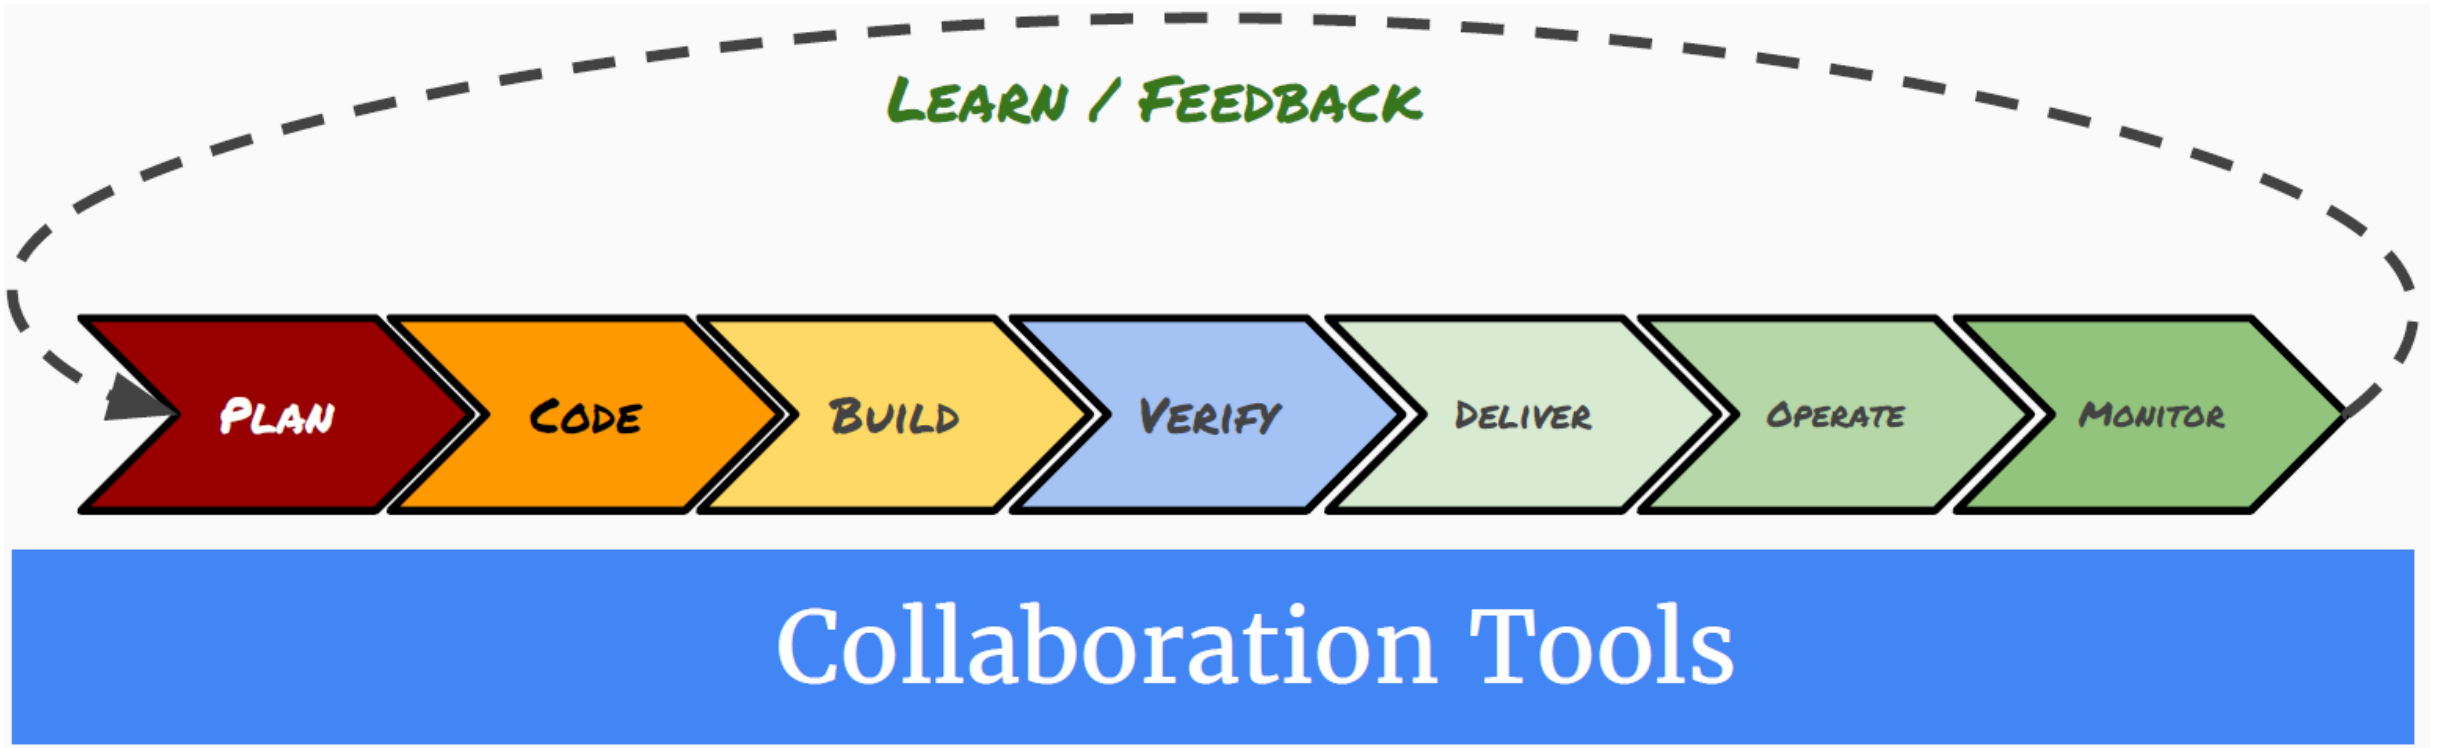 LEARN / FEEDBACK
PLAN
CODE
BUILD
VERIFY
DELIVER
OPERATE
MONITOR
Collaboration Tools